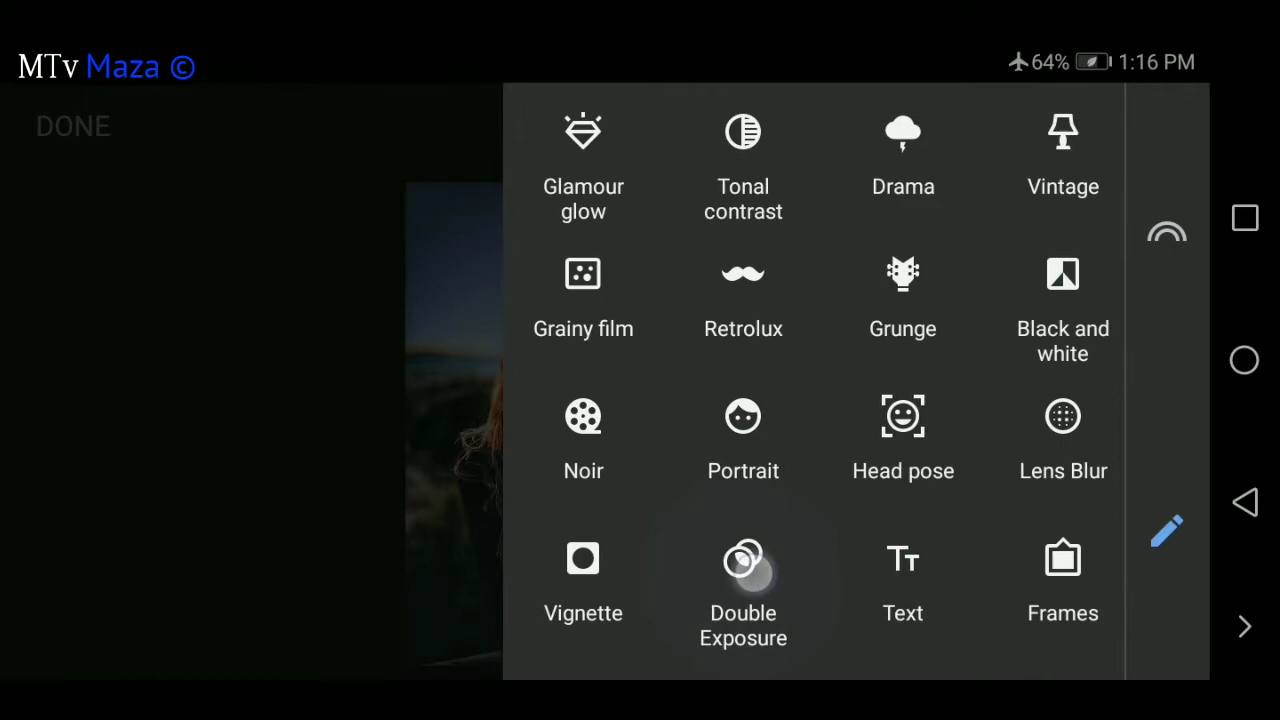 MTv Maza ©
64% 1:16 PM
DONE
Glamour
glow
Tonal
contrast
Drama
Vintage
Grainy film
Retrolux
Grunge
Black and
white
Noir
Portrait
Head pose
Lens Blur
Vignette
Double
Exposure
Text
Frames